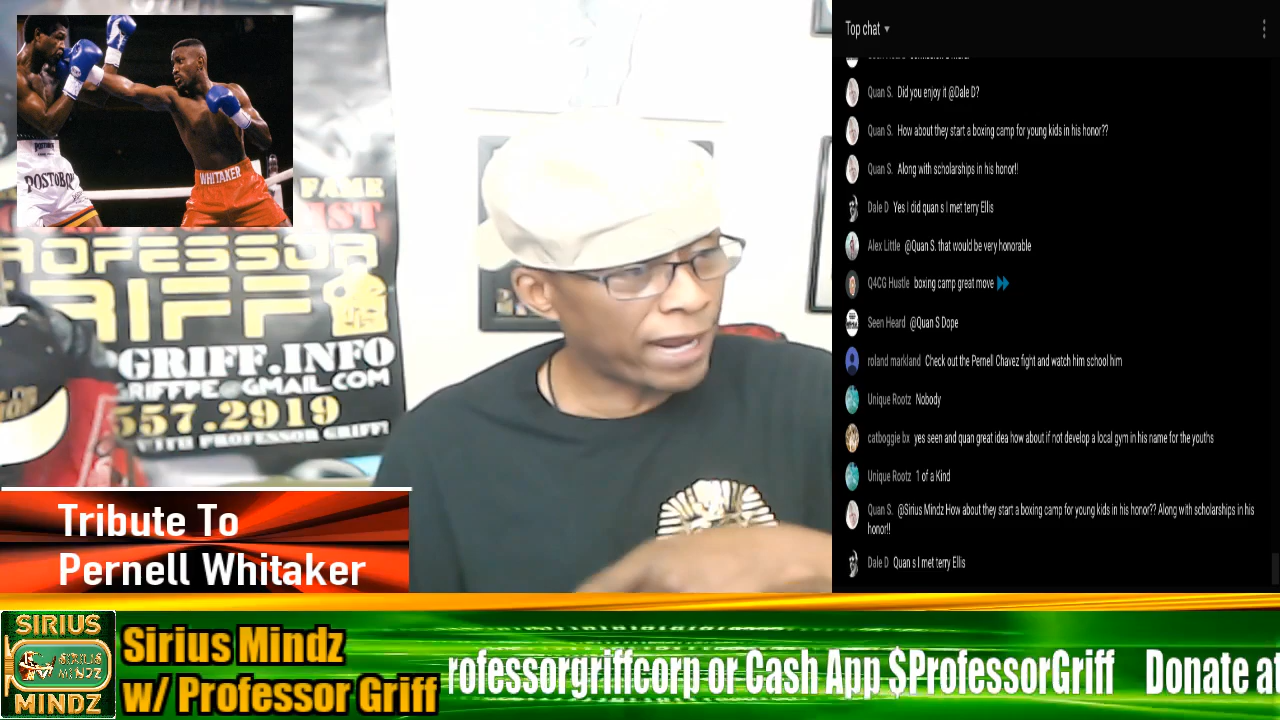 WHITAKER
POSTOBO
FAME
PROFESSOR
GRIFF
PGRIFF.INFO
GRIFFPE@GMAIL.COM
557.2919
WITH PROFESSOR GRIFF!
Tribute To
Pernell Whitaker
SIRIUS
SIRIUS
MINDZ
MINDZ
Sirius Mindz
w/ Professor Griff
rofessorgriffcorp or Cash App $ProfessorGriff Donate at
Top chat
Quan S. Did you enjoy it @Dale D?
Quan S. How about they start a boxing camp for young kids in his honor??
Quan S. Along with scholarships in his honor!!
Dale D Yes I did quan s I met terry Ellis
Alex Little @Quan S. that would be very honorable
Q4CG Hustle boxing camp great move
Seen Heard @Quan S Dope
roland markland Check out the Pernell Chavez fight and watch him school him
Unique Rootz Nobody
catboggie bx yes seen and quan great idea how about if not develop a local gym in his name for the youths
Unique Rootz 1 of a Kind
Quan S. @Sirius Mindz How about they start a boxing camp for young kids in his honor?? Along with scholarships in his
honor!!
Dale D Quan s I met terry Ellis